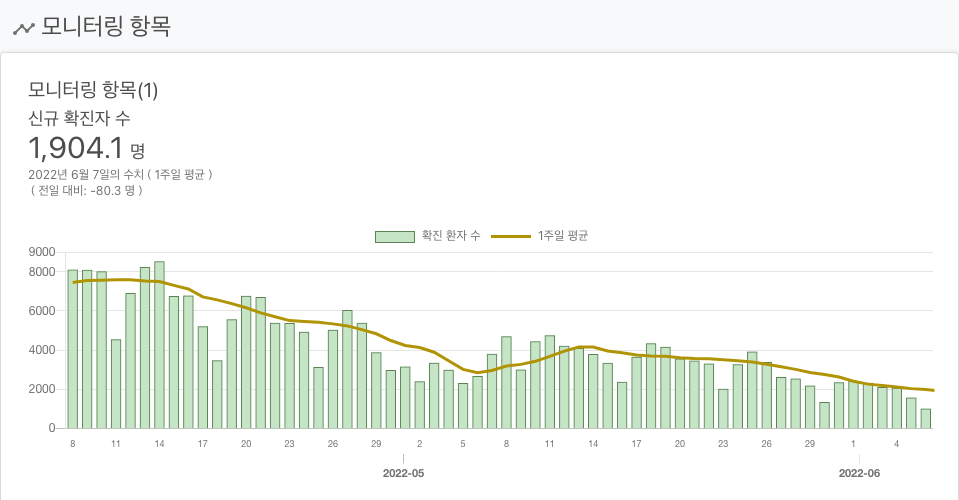 모니터링 항목
모니터링 항목(1)
신규 확진자 수
1,904.1 명
2022년 6월 7일의 수치 ( 1주일 평균 )
( 전일 대비: -80.3 명 )
확진 환자 수 1주일 평균
9000
8000
6000
4000
2000
0
8 11 14 17 20 23 26 29 2 5 8 11 14 17 20 23 26 29 1 4
2022-05 2022-06